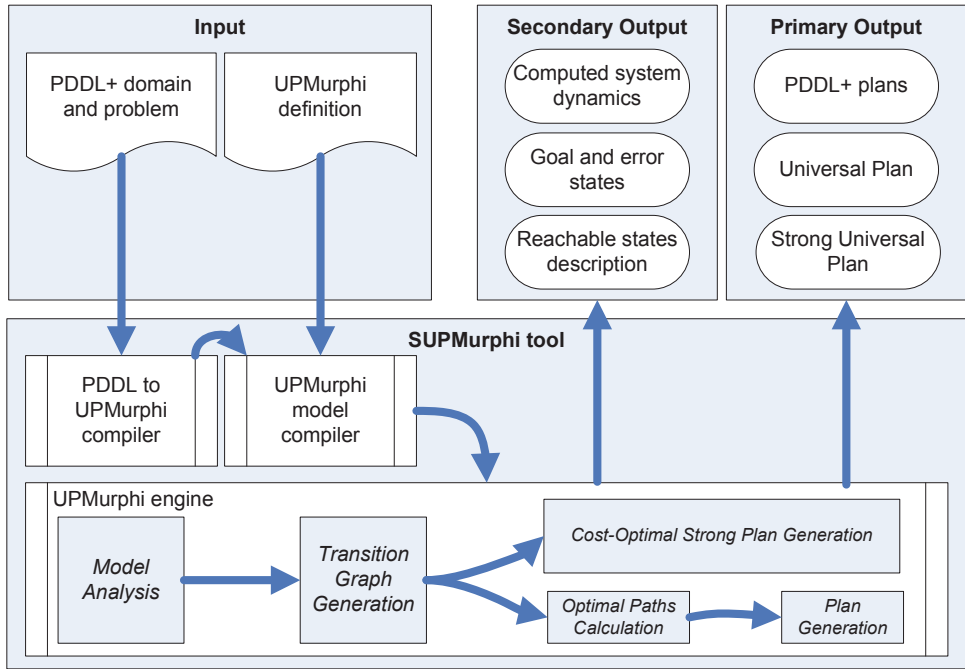 Input
PDDL+ domain
and problem
UPMurphi
definition
Secondary Output
Computed system
dynamics
Goal and error
states
Reachable states
description
Primary Output
PDDL+ plans
Universal Plan
Strong Universal
Plan
SUPMurphi tool
PDDL to
UPMurphi
compiler
UPMurphi
model
compiler
UPMurphi engine
Model
Analysis
Transition
Graph
Generation
Cost-Optimal Strong Plan Generation
Optimal Paths
Calculation
Plan
Generation